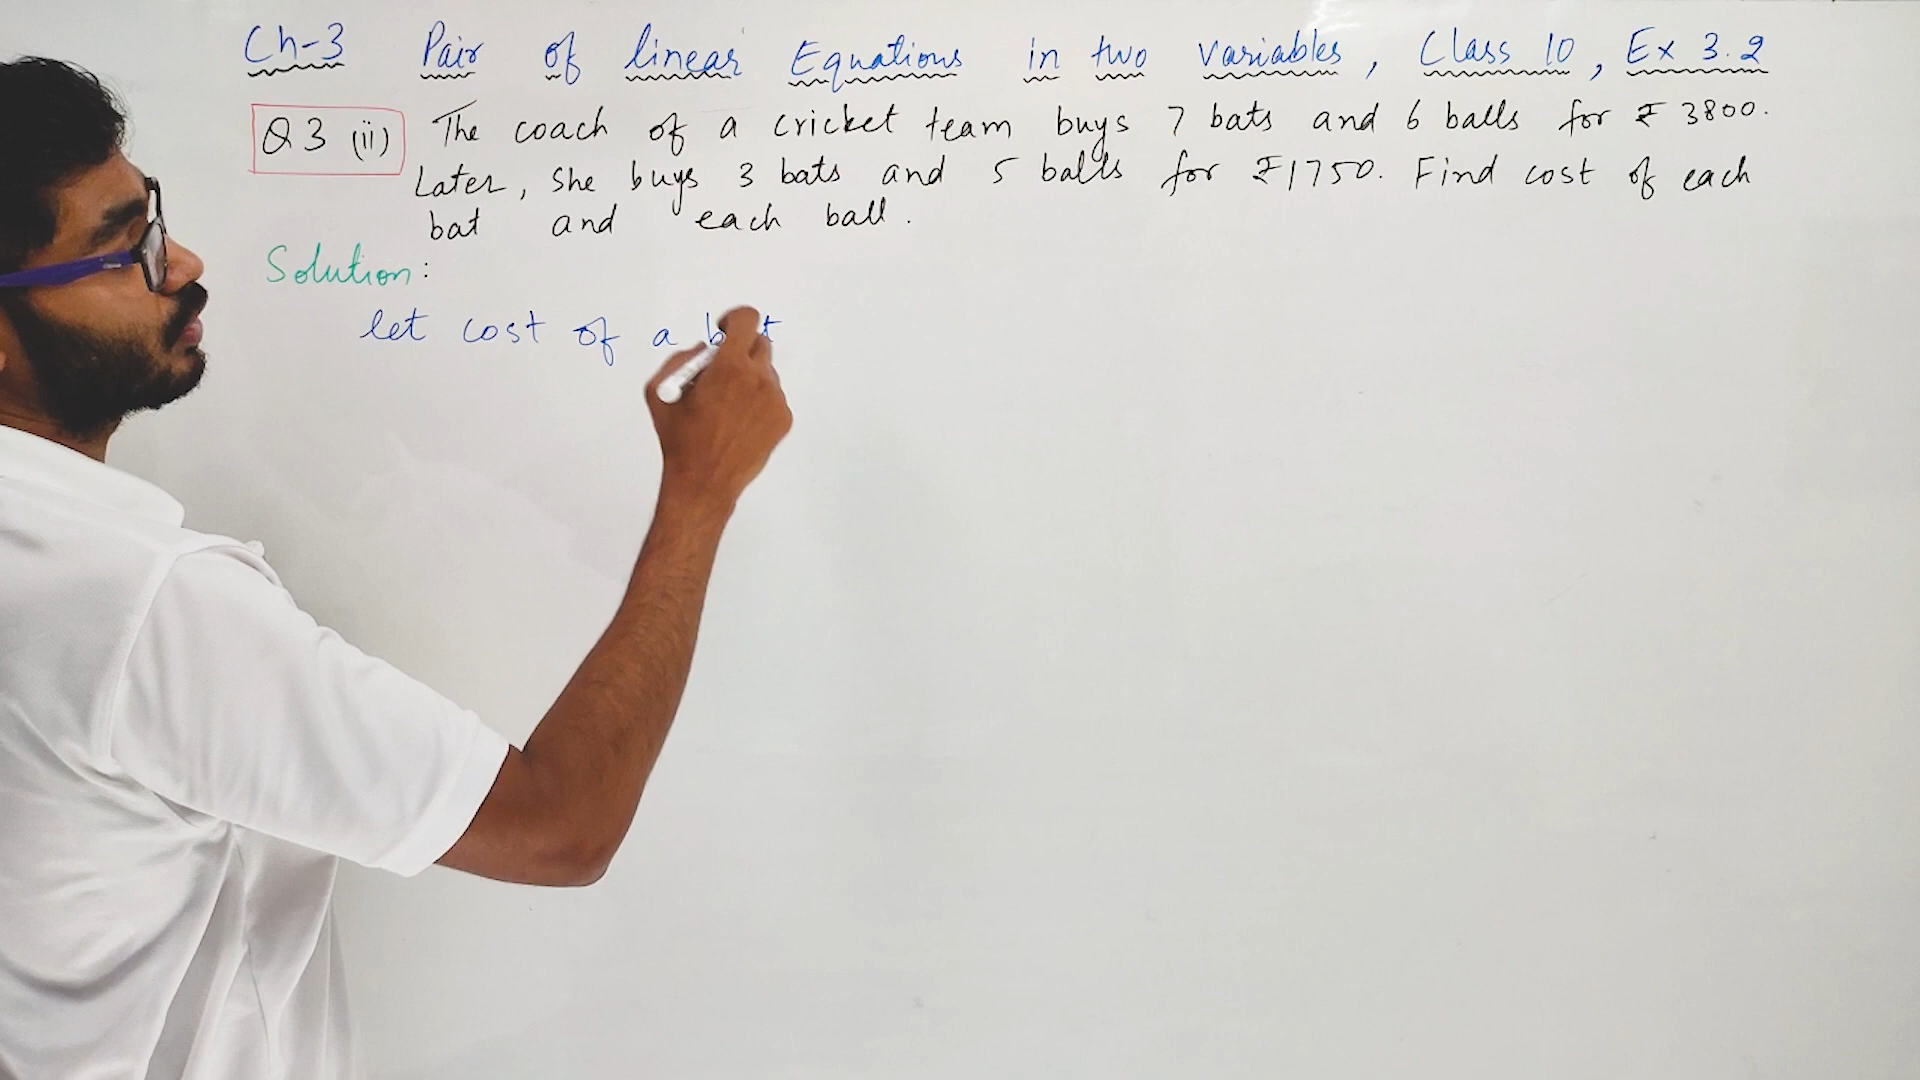 Ch-3 Pair of linear Equations in two Variables, Class 10, Ex 3.2
Q 3 (ii) The coach of a cricket team buys 7 bats and 6 balls for ₹ 3800.
Later, She buys 3 bats and 5 balls for ₹1750. Find cost of each
bat and each ball.
Solution:
let cost of a